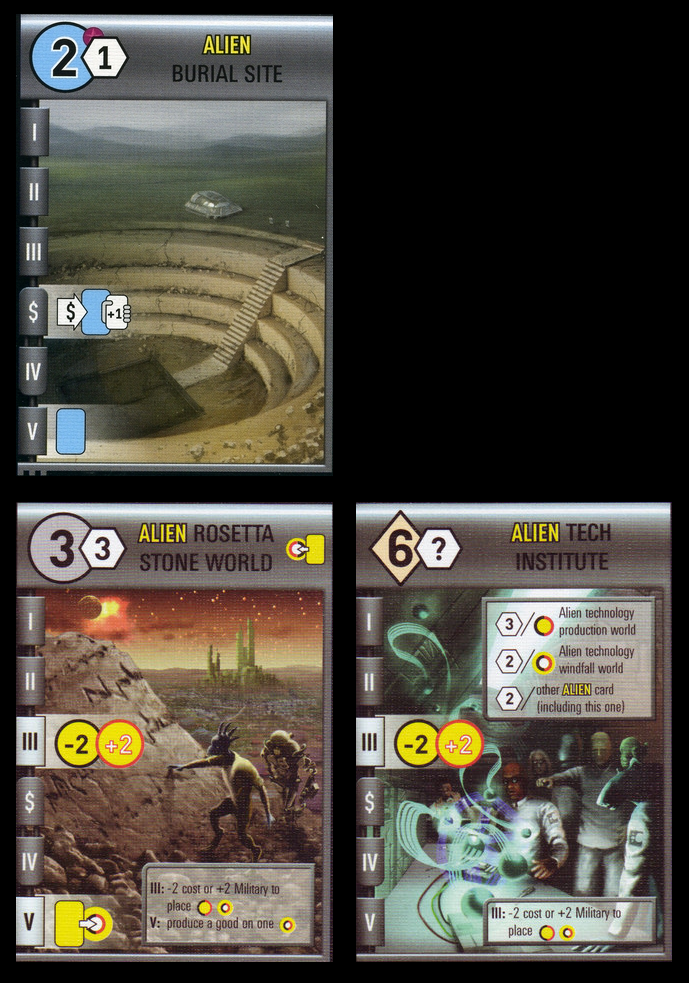 2 1
ALIEN
BURIAL SITE
I
II
III
$ $ +1
IV
V
3 3
ALIEN ROSETTA
STONE WORLD
I
II
III -2 +2
$
IV
V
III: -2 cost or +2 Military to
place
V: produce a good on one
6 ?
ALIEN TECH
INSTITUTE
3/ Alien technology
production world
2/ Alien technology
windfall world
2/ other ALIEN card
(including this one)
I
II
III -2 +2
$
IV
V
III: -2 cost or +2 Military to
place